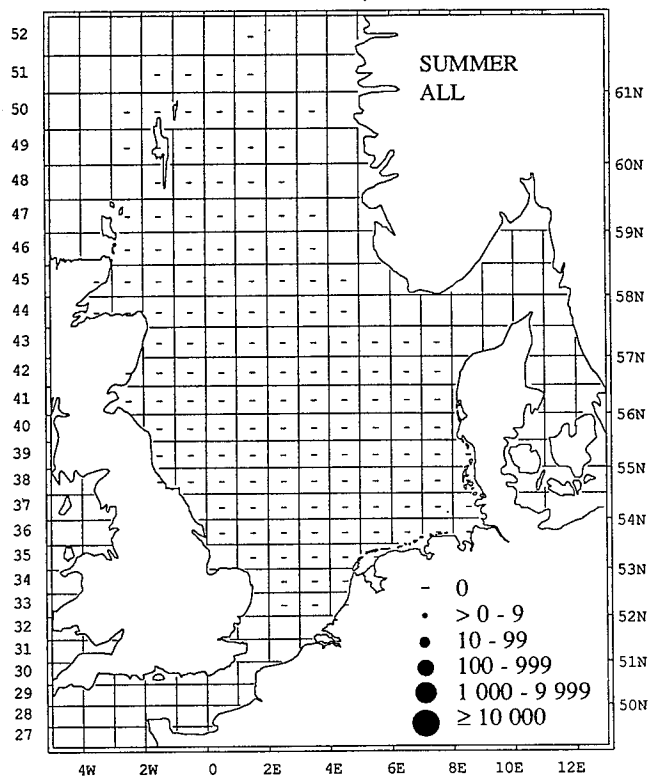 SUMMER
ALL
52
51
50
49
48
47
46
45
44
43
42
41
40
39
38
37
36
35
34
33
32
31
30
29
28
27
61N
60N
59N
58N
57N
56N
55N
54N
53N
52N
51N
50N
- 0
> 0 - 9
10 - 99
100 - 999
1 000 - 9 999
≥ 10 000
4W 2W 0 2E 4E 6E 8E 10E 12E